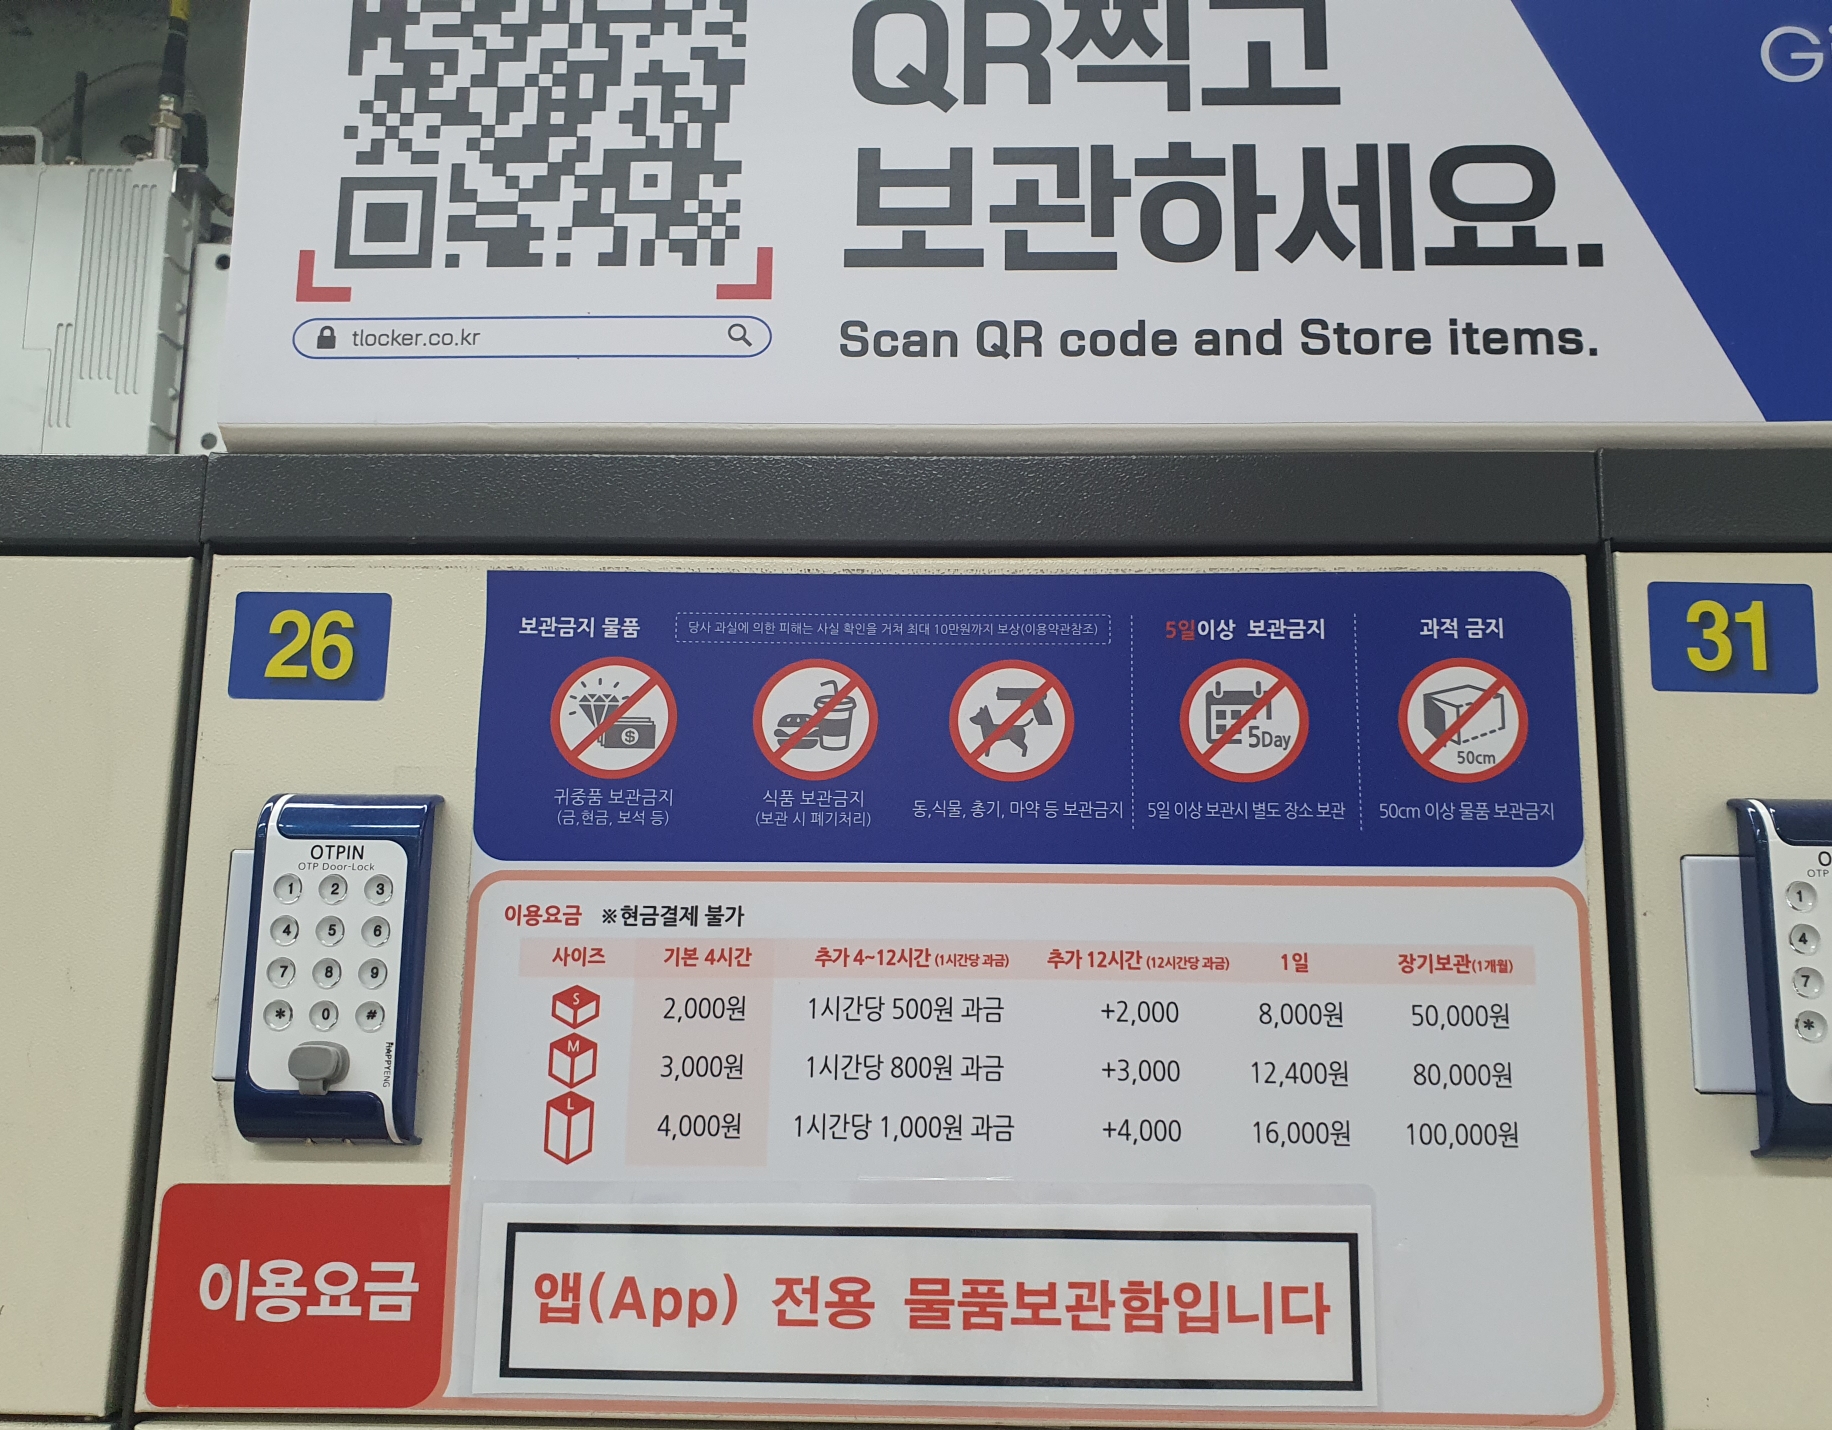 QR찍고
보관하세요.
Scan QR code and Store items.
tlocker.co.kr
26
31
보관금지 물품
당사 과실에 의한 피해는 사실 확인을 거쳐 최대 10만원까지 보상(이용약관참조)
5일이상 보관금지
과적 금지
5Day
50cm
귀중품 보관금지
(금,현금, 보석 등)
식품 보관금지
(보관 시 폐기처리)
동,식물, 총기, 마약 등 보관금지
5일 이상 보관시 별도 장소 보관
50cm 이상 물품 보관금지
OTPIN
OTP Door-Lock
1 2 3
4 5 6
7 8 9
* 0 #
HAPPYENG
OTP
1
4
7
*
이용요금 ※현금결제 불가
사이즈 기본 4시간 추가 4~12시간 (1시간당 과금) 추가 12시간 (12시간당 과금) 1일 장기보관(1개월)
S 2,000원 1시간당 500원 과금 +2,000 8,000원 50,000원
M 3,000원 1시간당 800원 과금 +3,000 12,400원 80,000원
L 4,000원 1시간당 1,000원 과금 +4,000 16,000원 100,000원
이용요금
앱(App) 전용 물품보관함입니다